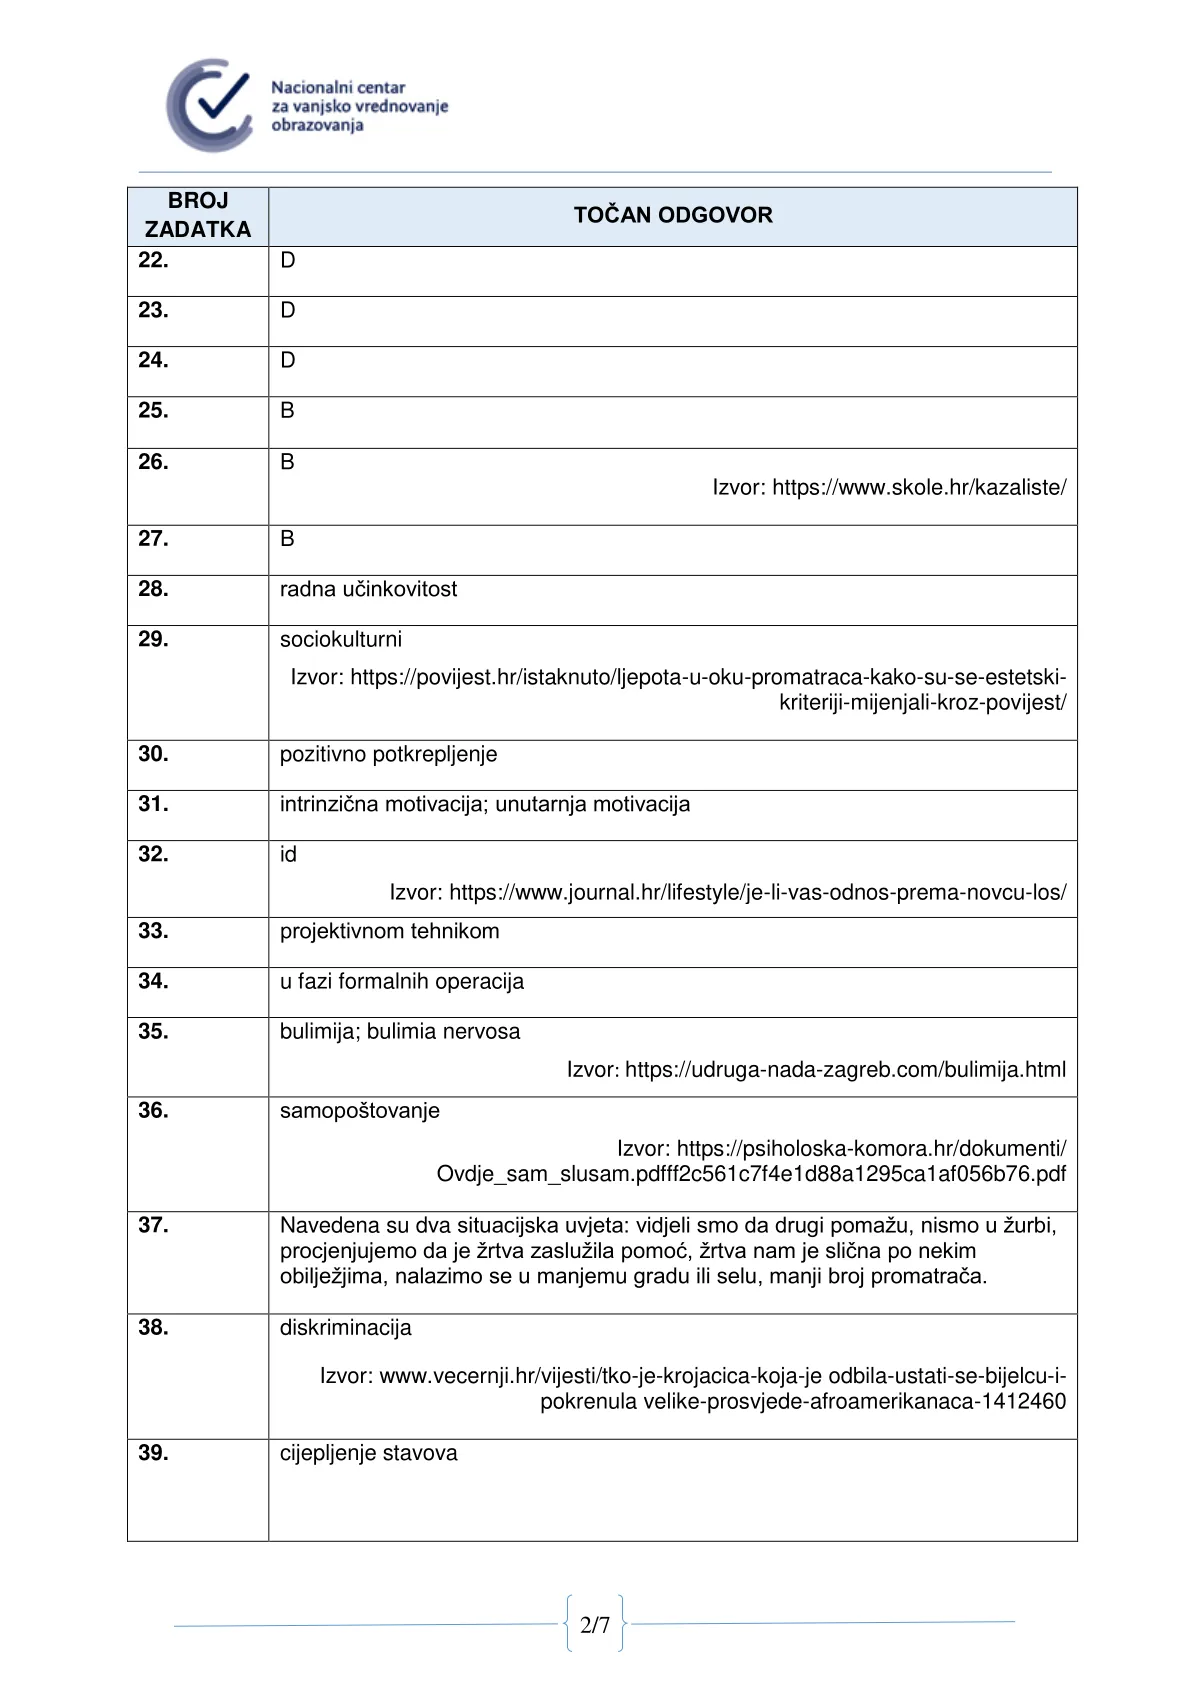 Nacionalni centar
za vanjsko vrednovanje
obrazovanja
BROJ
ZADATKA
TOČAN ODGOVOR
22. D
23. D
24. D
25. B
26. B
Izvor: https://www.skole.hr/kazaliste/
27. B
28. radna učinkovitost
29. sociokulturni
Izvor: https://povijest.hr/istaknuto/ljepota-u-oku-promatraca-kako-su-se-estetski-
kriteriji-mijenjali-kroz-povijest/
30. pozitivno potkrepljenje
31. intrinzična motivacija; unutarnja motivacija
32. id
Izvor: https://www.journal.hr/lifestyle/je-li-vas-odnos-prema-novcu-los/
33. projektivnom tehnikom
34. u fazi formalnih operacija
35. bulimija; bulimia nervosa
Izvor: https://udruga-nada-zagreb.com/bulimija.html
36. samopoštovanje
Izvor: https://psiholoska-komora.hr/dokumenti/
Ovdje_sam_slusam.pdfff2c561c7f4e1d88a1295ca1af056b76.pdf
37. Navedena su dva situacijska uvjeta: vidjeli smo da drugi pomažu, nismo u žurbi,
procjenjujemo da je žrtva zaslužila pomoć, žrtva nam je slična po nekim
obilježjima, nalazimo se u manjemu gradu ili selu, manji broj promatrača.
38. diskriminacija
Izvor: www.vecernji.hr/vijesti/tko-je-krojacica-koja-je odbila-ustati-se-bijelcu-i-
pokrenula velike-prosvjede-afroamerikanaca-1412460
39. cijepljenje stavova
2/7